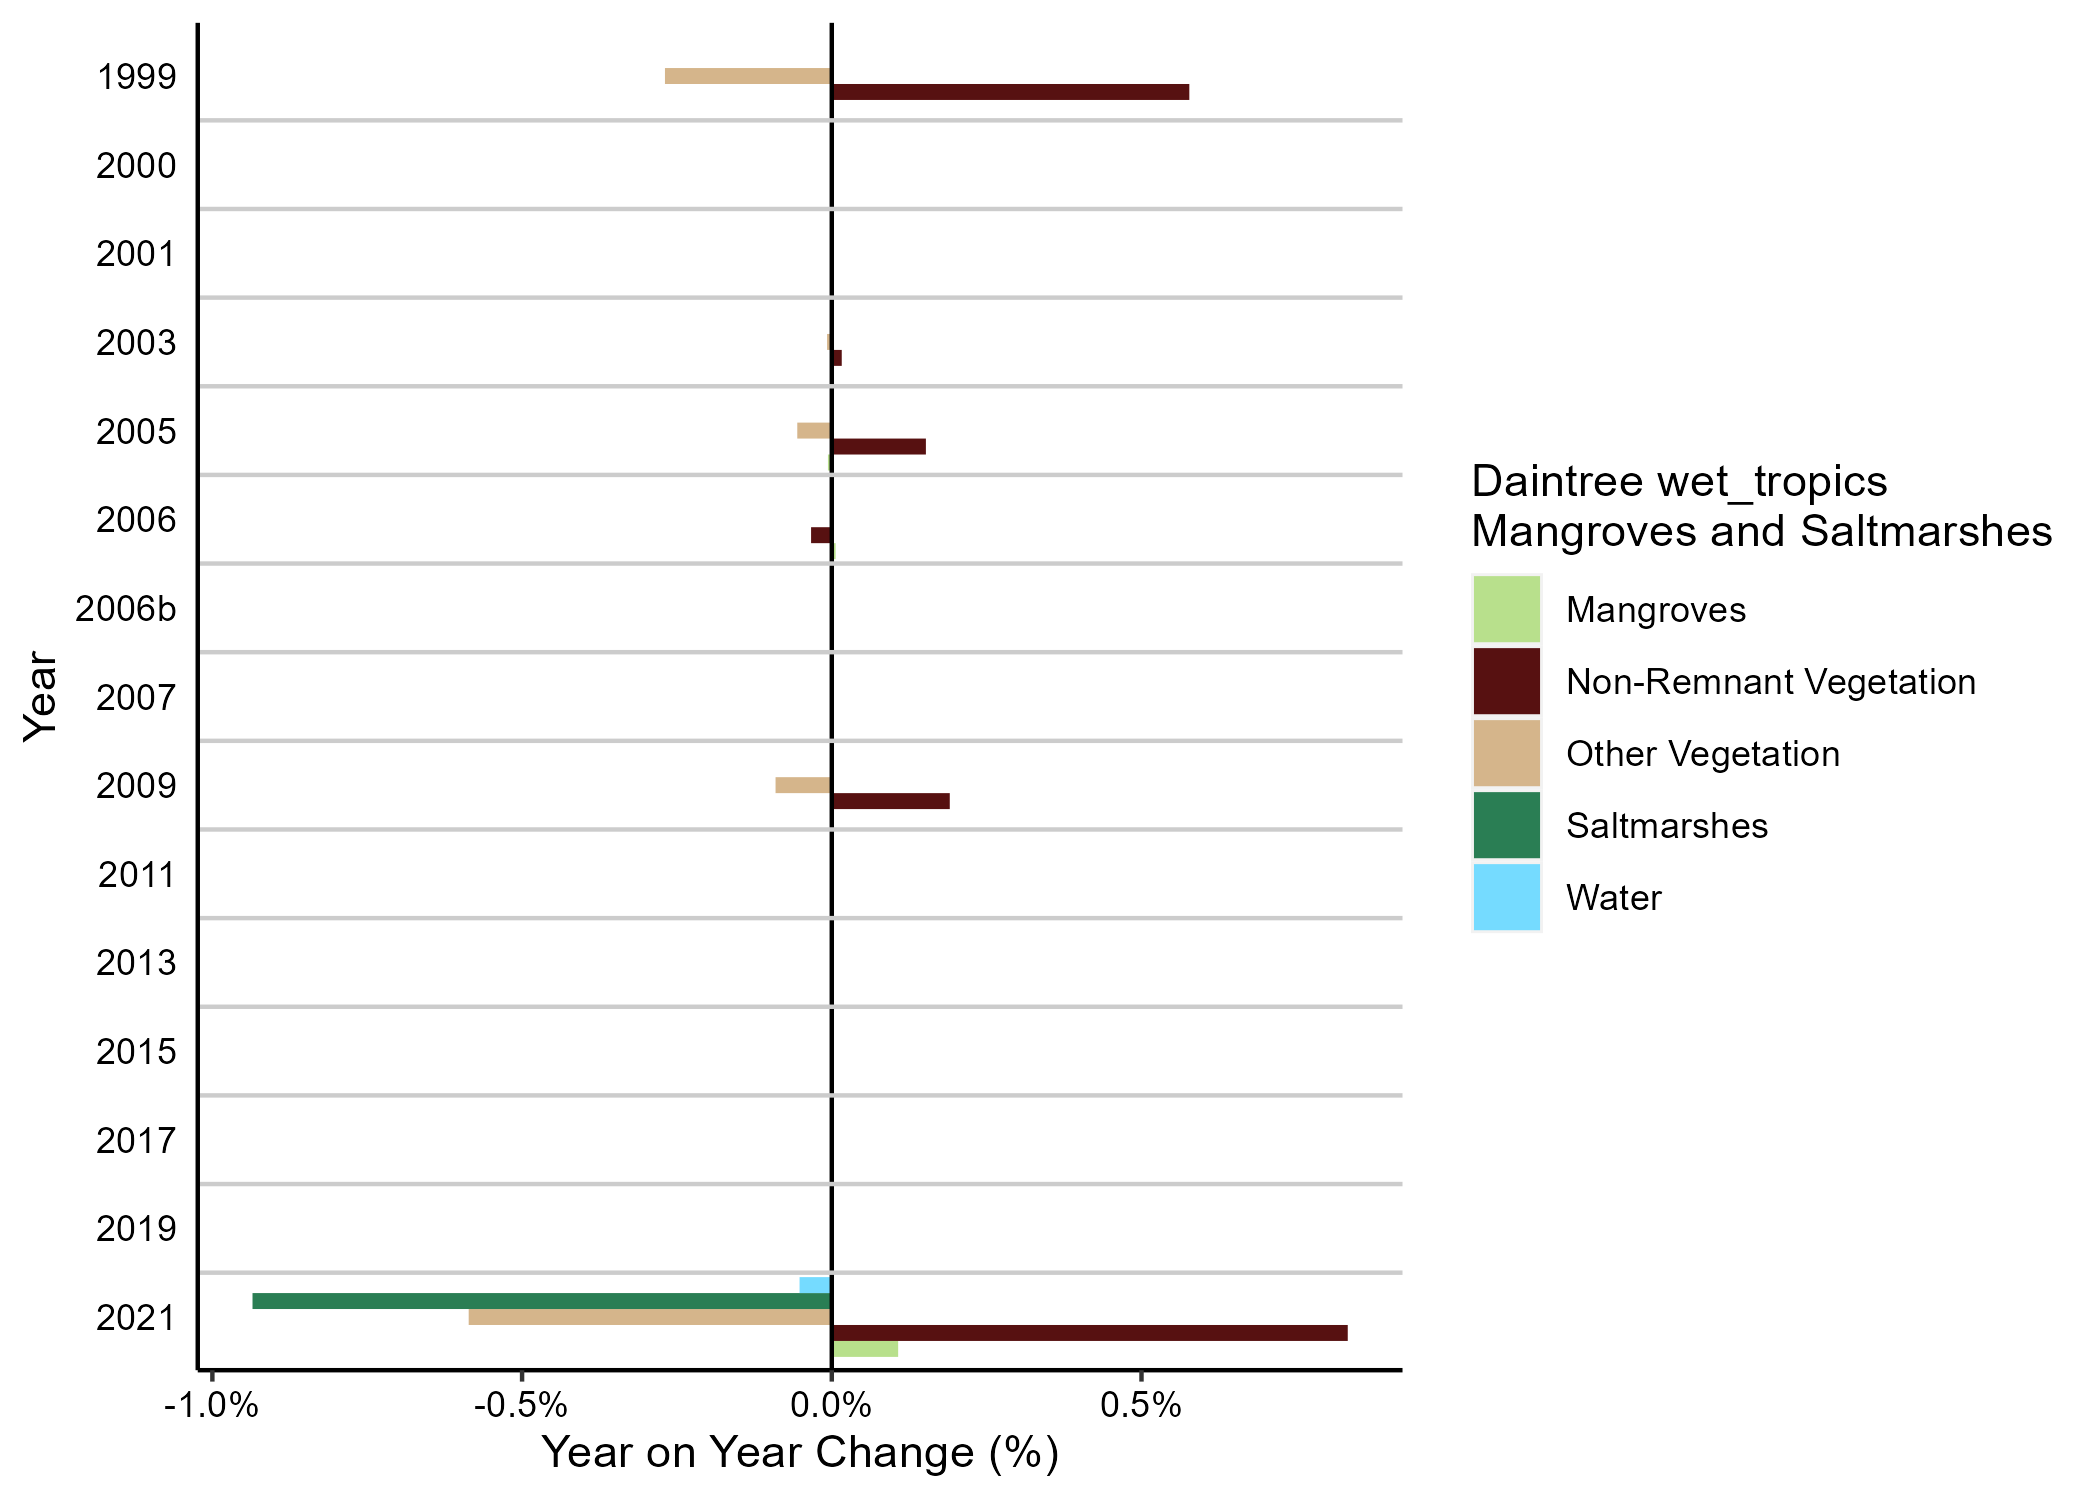 1999
2000
2001
2003
2005
2006
2006b
2007
2009
2011
2013
2015
2017
2019
2021
Year
-1.0%
-0.5%
0.0%
0.5%
Year on Year Change (%)
Daintree wet_tropics
Mangroves and Saltmarshes
Mangroves
Non-Remnant Vegetation
Other Vegetation
Saltmarshes
Water